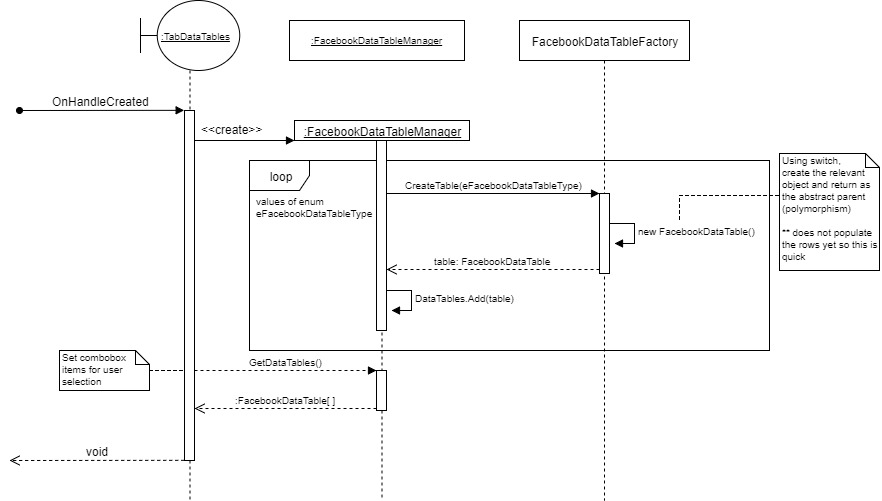 :TabDataTables
:FacebookDataTableManager
FacebookDataTableFactory
OnHandleCreated
<<create>>
:FacebookDataTableManager
loop
values of enum
eFacebookDataTableType
CreateTable(eFacebookDataTableType)
Using switch,
create the relevant
object and return as
the abstract parent
(polymorphism)
** does not populate
the rows yet so this is
quick
new FacebookDataTable()
table: FacebookDataTable
DataTables.Add(table)
Set combobox
items for user
selection
GetDataTables()
:FacebookDataTable[ ]
void